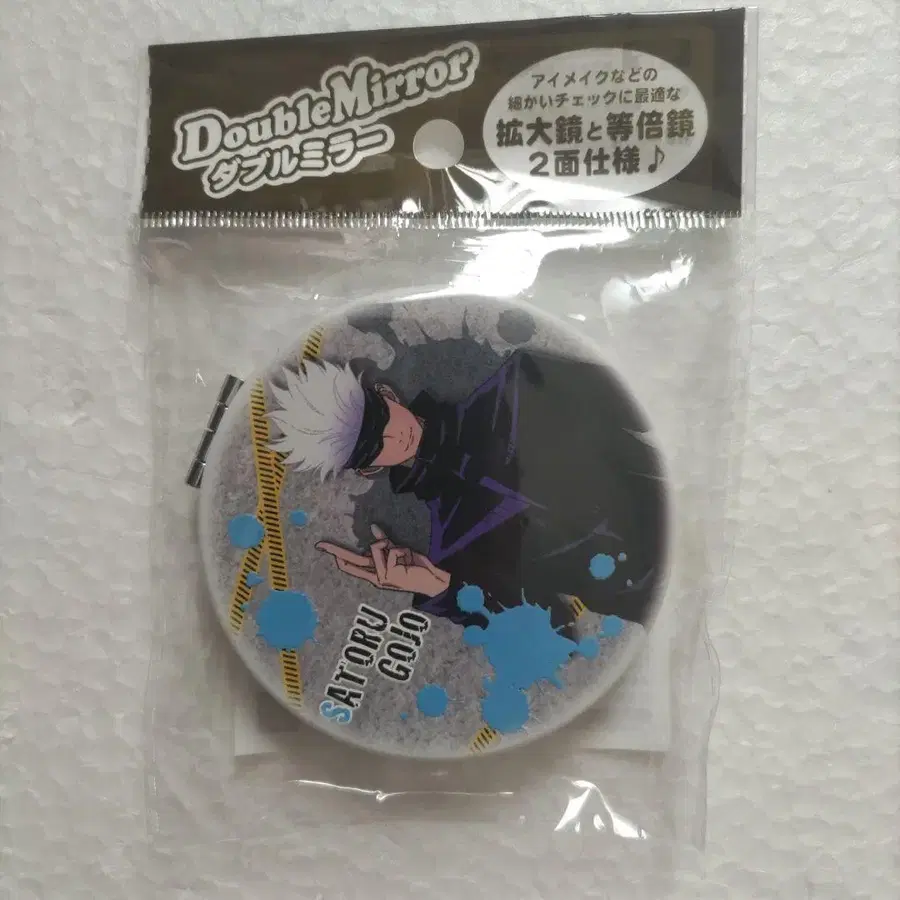 DoubleMirror
ダブルミラー
アイメイクなどの
細かいチェックに最適な
拡大鏡と等倍鏡
2面仕様♪
SATORU
GOJO